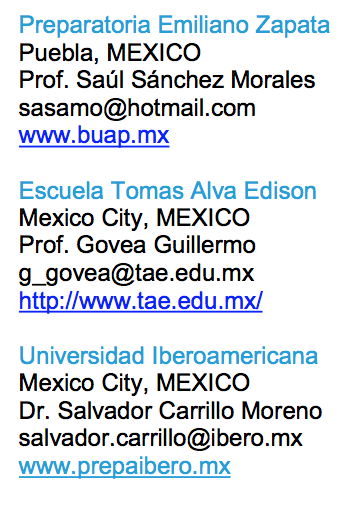 Preparatoria Emiliano Zapata
Puebla, MEXICO
Prof. Saúl Sánchez Morales
sasamo@hotmail.com
www.buap.mx
Escuela Tomas Alva Edison
Mexico City, MEXICO
Prof. Govea Guillermo
g_govea@tae.edu.mx
http://www.tae.edu.mx/
Universidad Iberoamericana
Mexico City, MEXICO
Dr. Salvador Carrillo Moreno
salvador.carrillo@ibero.mx
www.prepaibero.mx